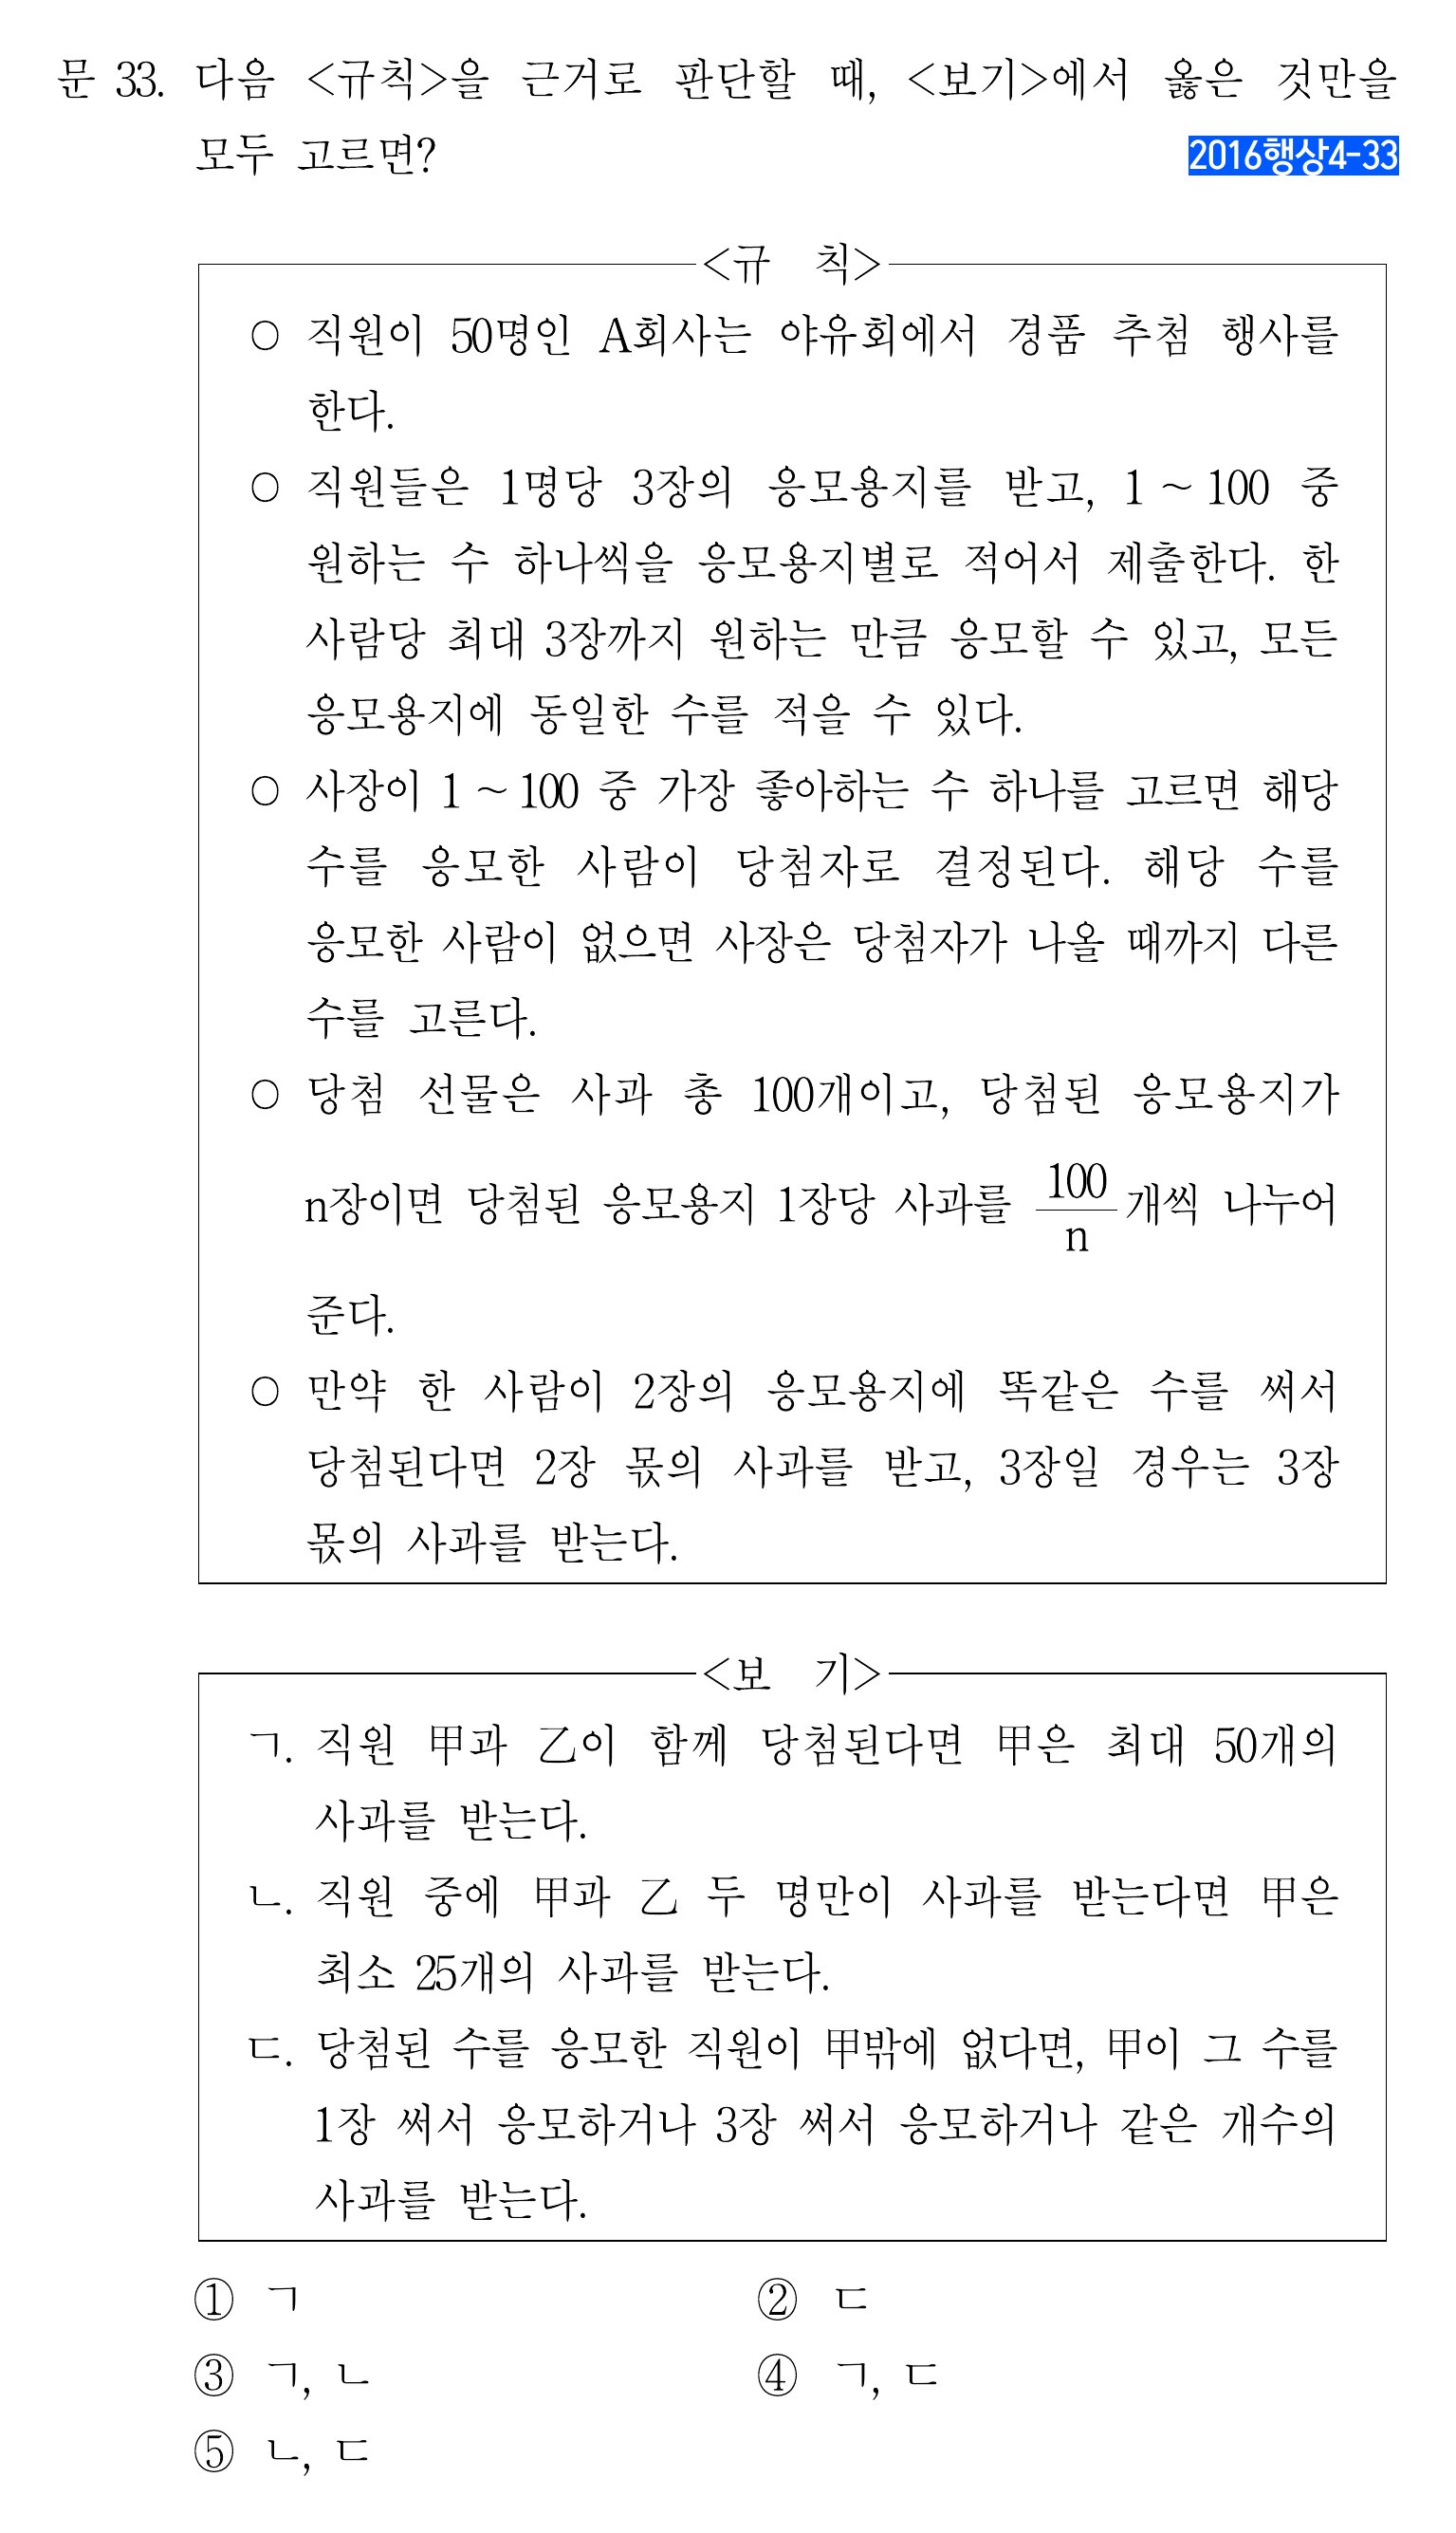 문 33. 다음 <규칙>을 근거로 판단할 때, <보기>에서 옳은 것만을
모두 고르면?
2016행상4-33
<규 칙>
○ 직원이 50명인 A회사는 야유회에서 경품 추첨 행사를
한다.
○ 직원들은 1명당 3장의 응모용지를 받고, 1 ~ 100 중
원하는 수 하나씩을 응모용지별로 적어서 제출한다. 한
사람당 최대 3장까지 원하는 만큼 응모할 수 있고, 모든
응모용지에 동일한 수를 적을 수 있다.
○ 사장이 1 ~ 100 중 가장 좋아하는 수 하나를 고르면 해당
수를 응모한 사람이 당첨자로 결정된다. 해당 수를
응모한 사람이 없으면 사장은 당첨자가 나올 때까지 다른
수를 고른다.
○ 당첨 선물은 사과 총 100개이고, 당첨된 응모용지가
n장이면 당첨된 응모용지 1장당 사과를 100/n개씩 나누어
준다.
○ 만약 한 사람이 2장의 응모용지에 똑같은 수를 써서
당첨된다면 2장 몫의 사과를 받고, 3장일 경우는 3장
몫의 사과를 받는다.
<보 기>
ㄱ. 직원 甲과 乙이 함께 당첨된다면 甲은 최대 50개의
사과를 받는다.
ㄴ. 직원 중에 甲과 乙 두 명만이 사과를 받는다면 甲은
최소 25개의 사과를 받는다.
ㄷ. 당첨된 수를 응모한 직원이 甲밖에 없다면, 甲이 그 수를
1장 써서 응모하거나 3장 써서 응모하거나 같은 개수의
사과를 받는다.
① ㄱ ② ㄷ
③ ㄱ, ㄴ ④ ㄱ, ㄷ
⑤ ㄴ, ㄷ